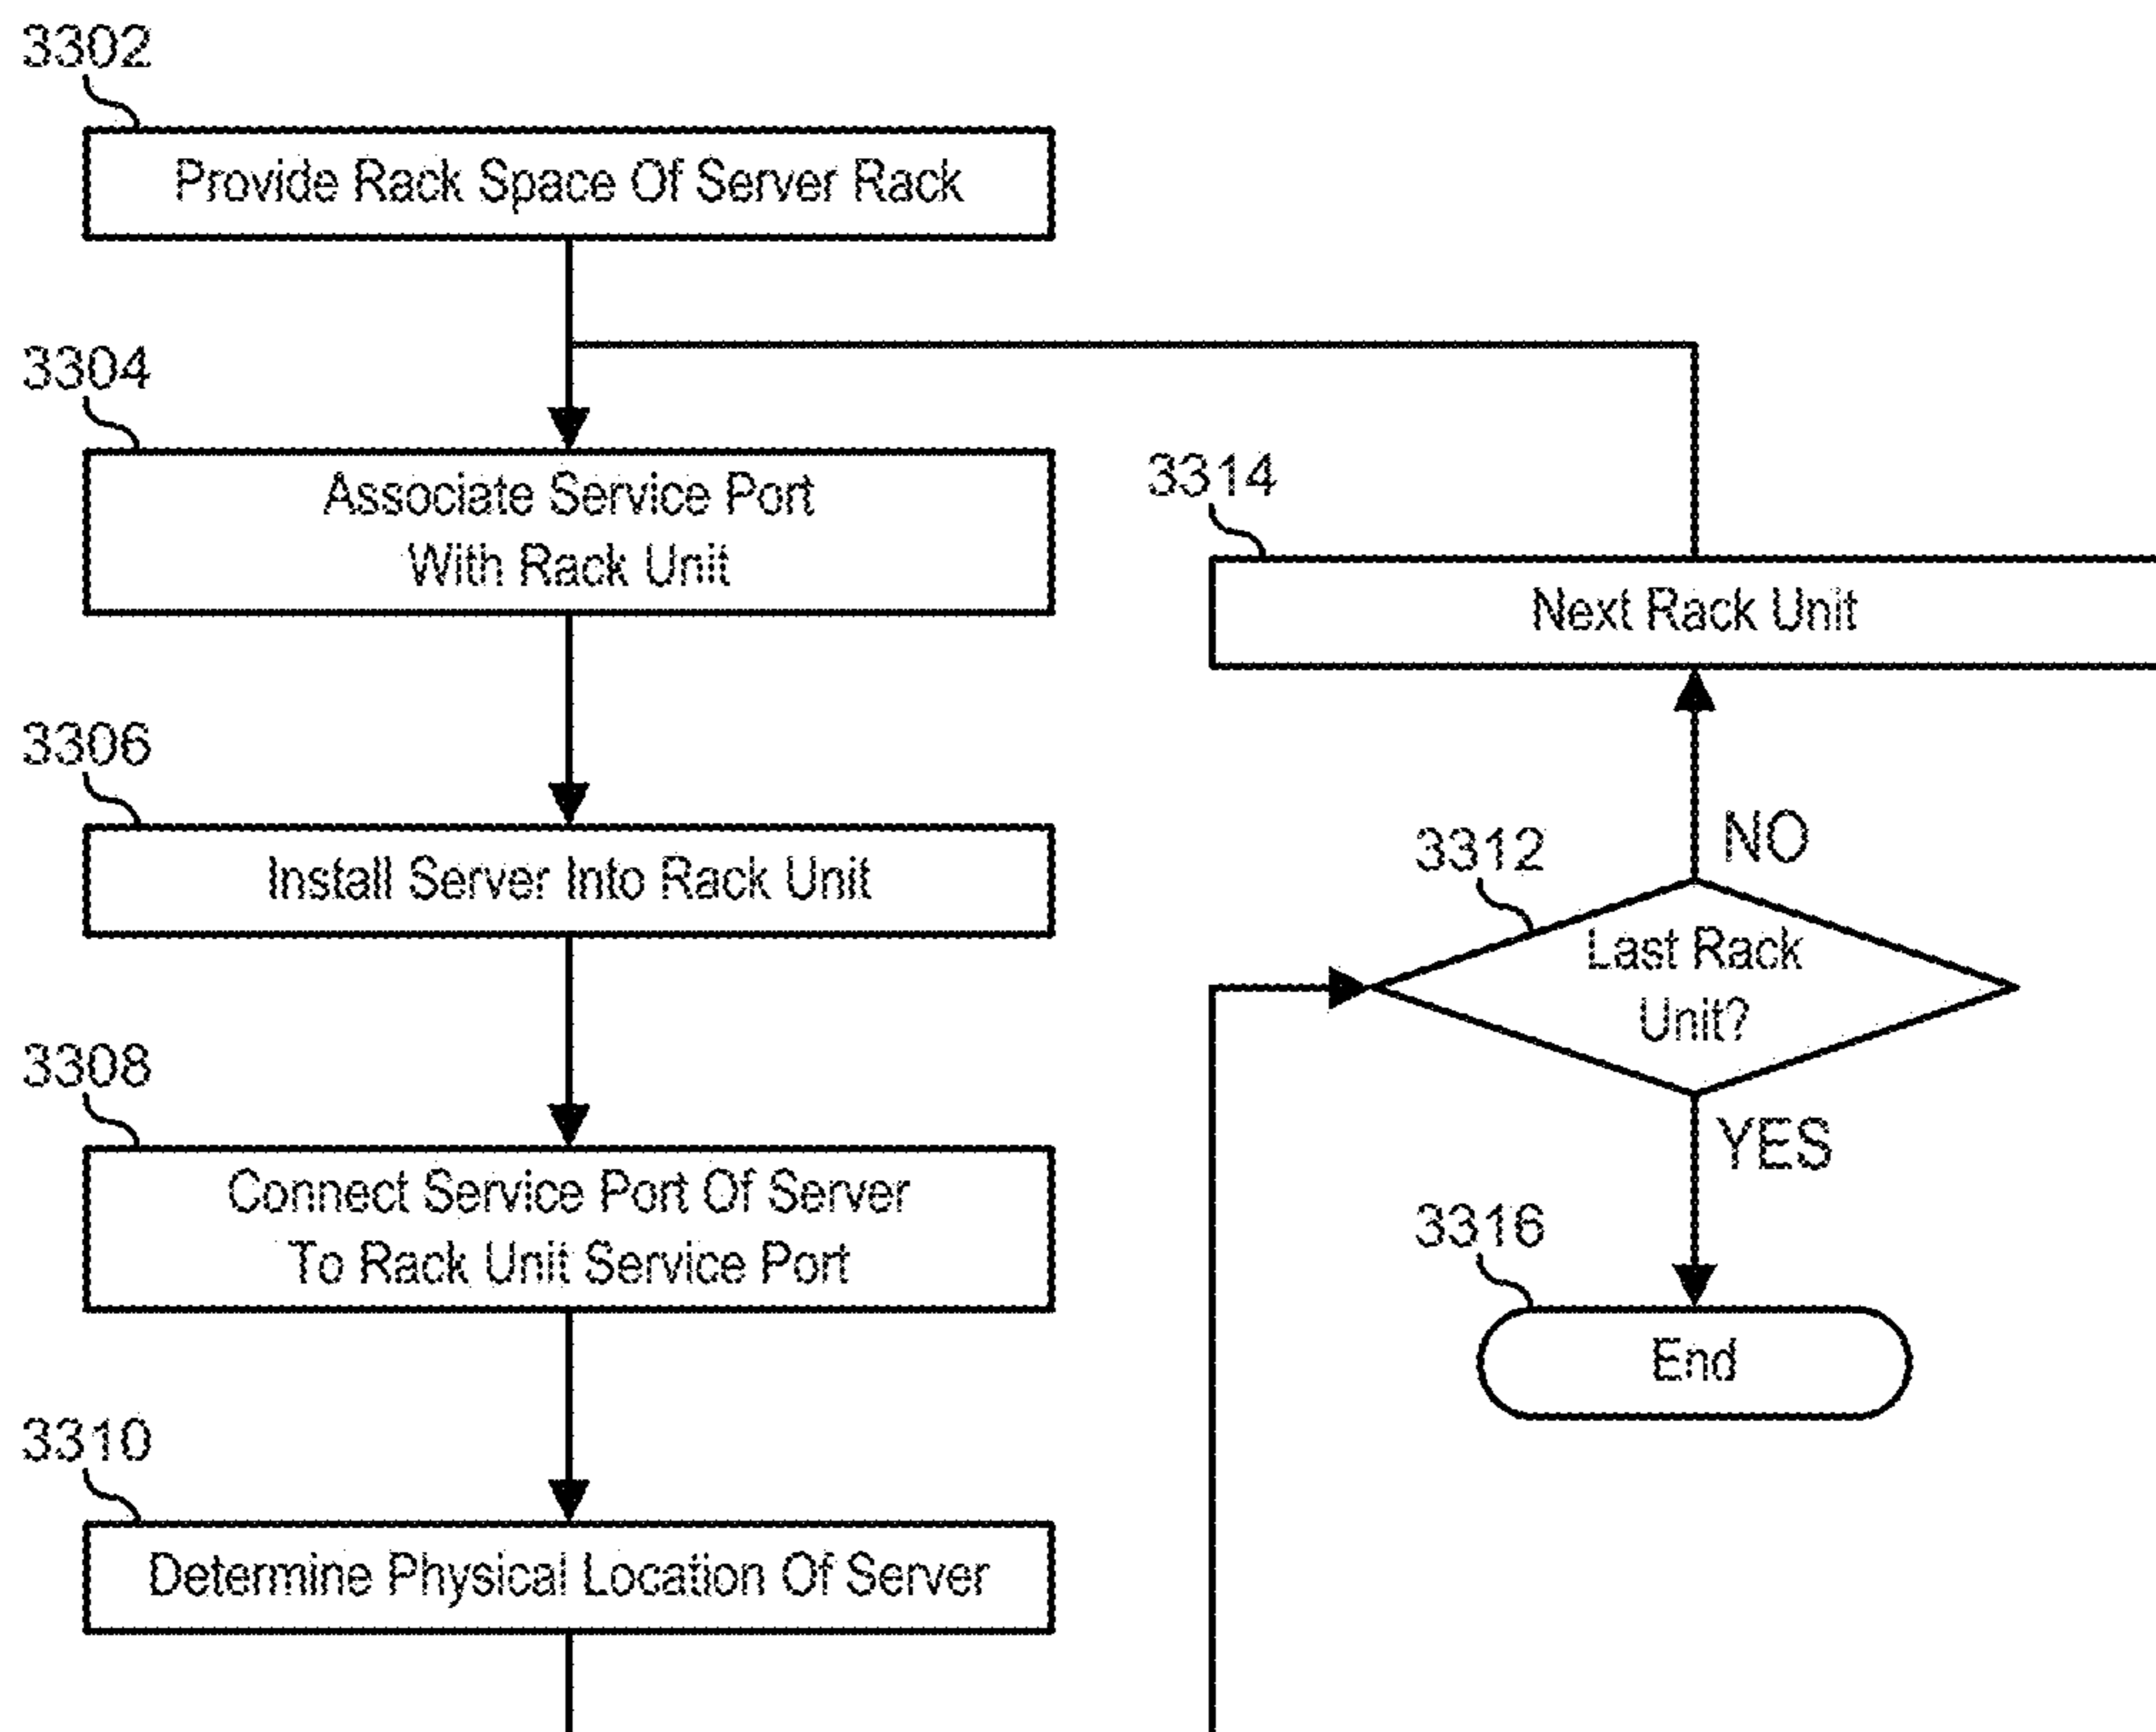 3302
Provide Rack Space Of Server Rack
3304
Associate Service Port
With Rack Unit
3306
Install Server Into Rack Unit
3308
Connect Service Port Of Server
To Rack Unit Service Port
3310
Determine Physical Location Of Server
3314
Next Rack Unit
NO
3312
Last Rack
Unit?
YES
3316
End